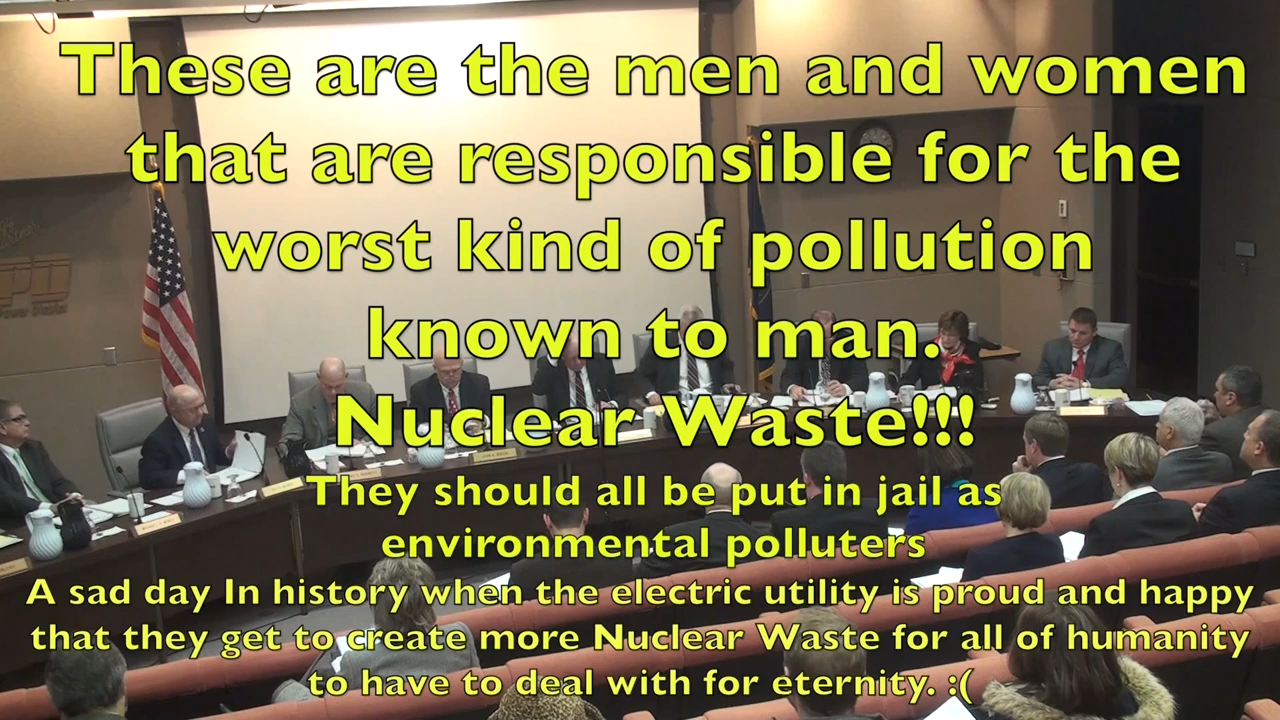 These are the men and women
that are responsible for the
worst kind of pollution
known to man.
Nuclear Waste!!!
They should all be put in jail as
environmental polluters
A sad day In history when the electric utility is proud and happy
that they get to create more Nuclear Waste for all of humanity
to have to deal with for eternity. :(